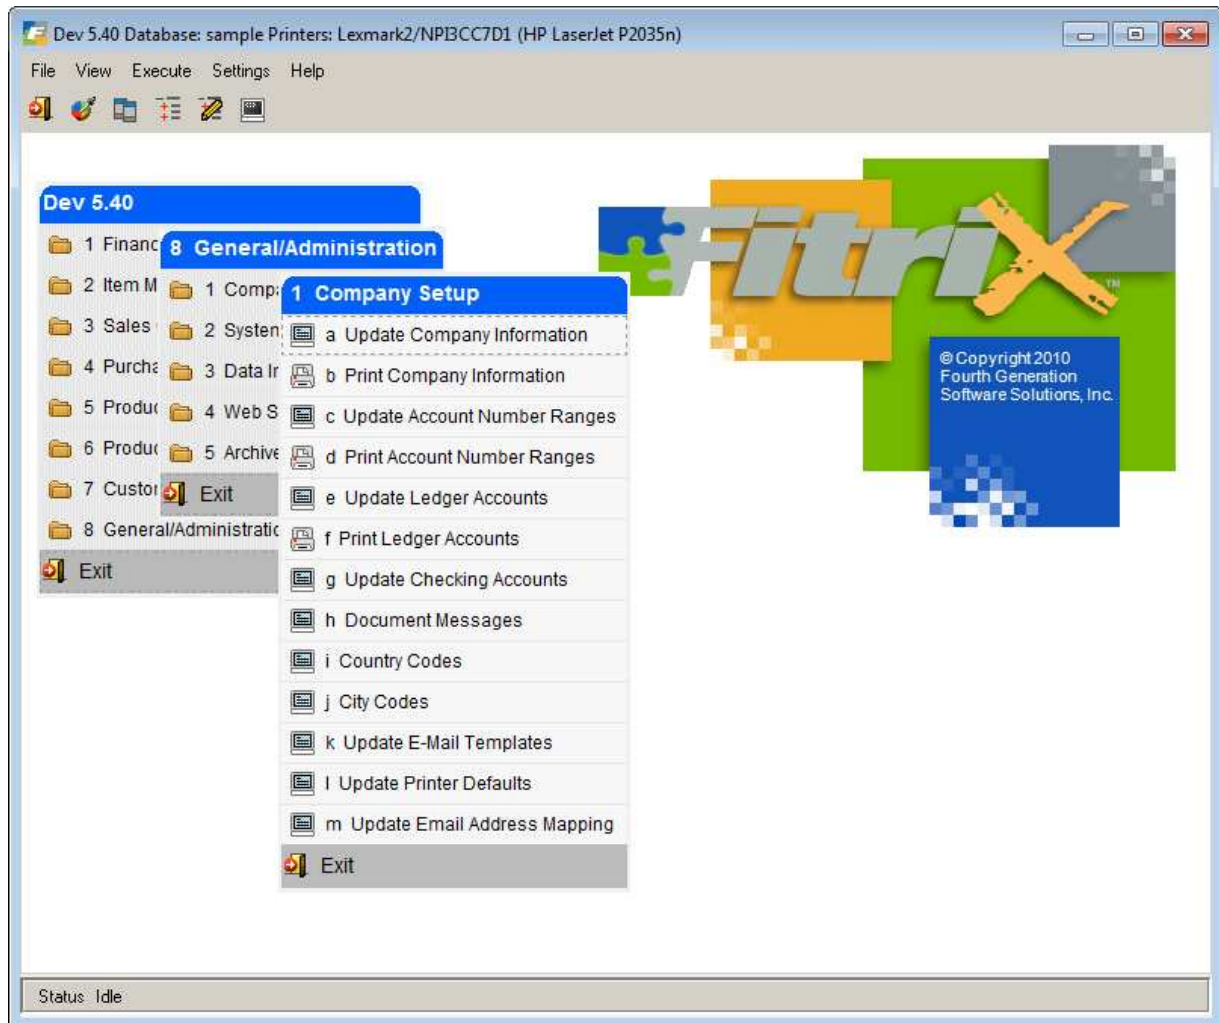 Dev 5.40 Database: sample Printers: Lexmark2/NPI3CC7D1 (HP LaserJet P2035n)
File View Execute Settings Help
Fitrix TM
© Copyright 2010
Fourth Generation
Software Solutions, Inc.
Dev 5.40
1 Financ
2 Item M
3 Sales
4 Purcha
5 Produc
6 Produc
7 Custo
8 General/Administratio
Exit
8 General/Administration
1 Compa
2 System
3 Data In
4 Web S
5 Archive
Exit
1 Company Setup
a Update Company Information
b Print Company Information
c Update Account Number Ranges
d Print Account Number Ranges
e Update Ledger Accounts
f Print Ledger Accounts
g Update Checking Accounts
h Document Messages
i Country Codes
j City Codes
k Update E-Mail Templates
l Update Printer Defaults
m Update Email Address Mapping
Exit
Status Idle